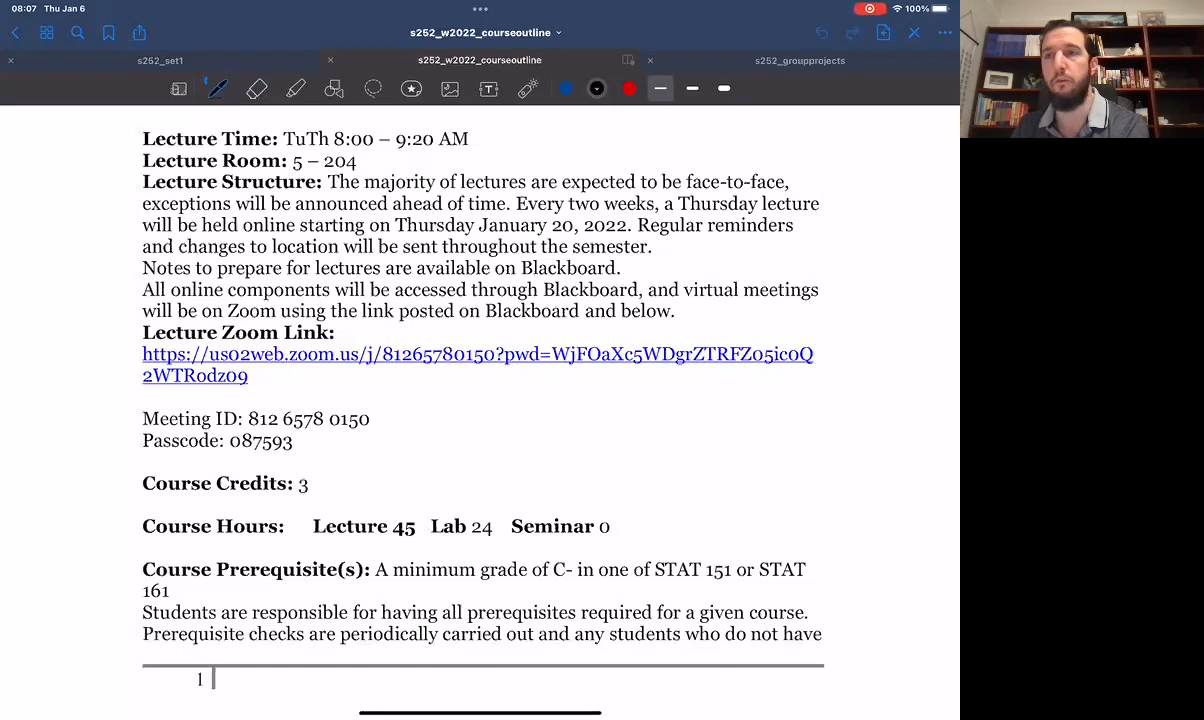 08:07 Thu Jan 6
100%
s252_w2022_courseoutline
s252_set1
s252_w2022_courseoutline
s252_groupprojects
Lecture Time: TuTh 8:00 – 9:20 AM
Lecture Room: 5 – 204
Lecture Structure: The majority of lectures are expected to be face-to-face,
exceptions will be announced ahead of time. Every two weeks, a Thursday lecture
will be held online starting on Thursday January 20, 2022. Regular reminders
and changes to location will be sent throughout the semester.
Notes to prepare for lectures are available on Blackboard.
All online components will be accessed through Blackboard, and virtual meetings
will be on Zoom using the link posted on Blackboard and below.
Lecture Zoom Link:
https://us02web.zoom.us/j/81265780150?pwd=WjFOaXc5WDgrZTRFZ05ic0Q
2WTRodz09
Meeting ID: 812 6578 0150
Passcode: 087593
Course Credits: 3
Course Hours: Lecture 45 Lab 24 Seminar 0
Course Prerequisite(s): A minimum grade of C- in one of STAT 151 or STAT
161
Students are responsible for having all prerequisites required for a given course.
Prerequisite checks are periodically carried out and any students who do not have
1